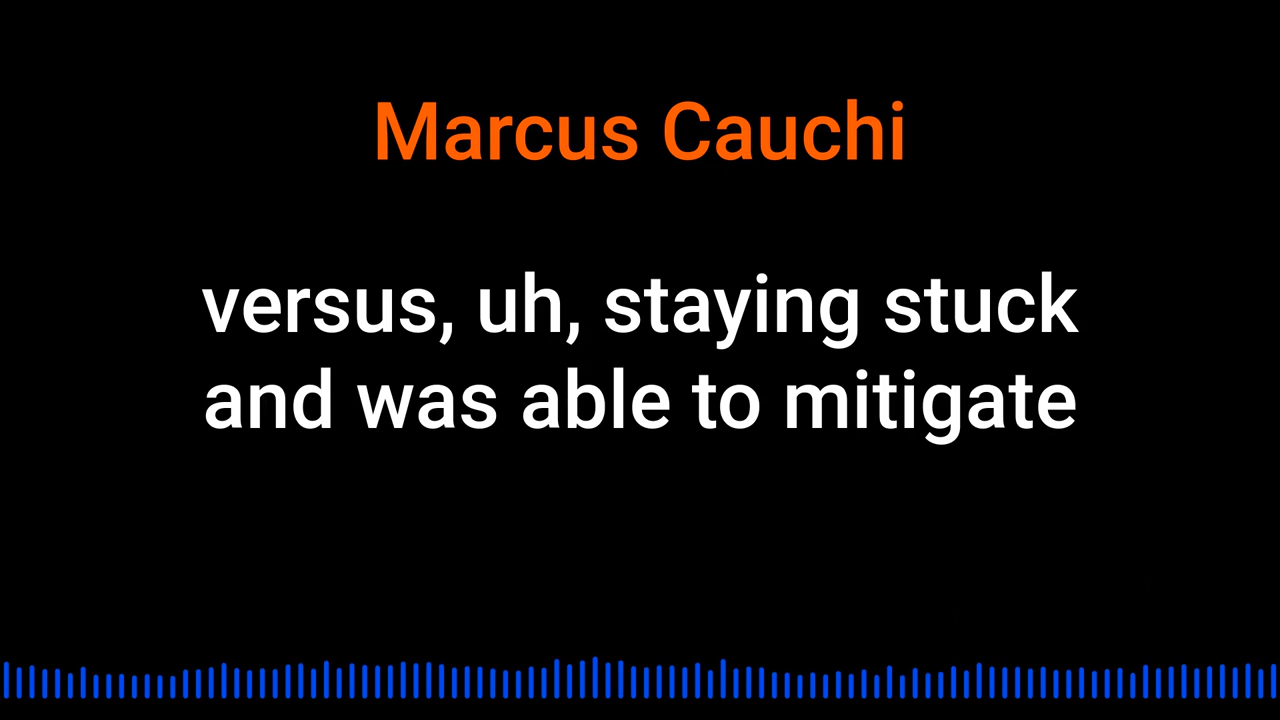 Marcus Cauchi
versus, uh, staying stuck
and was able to mitigate